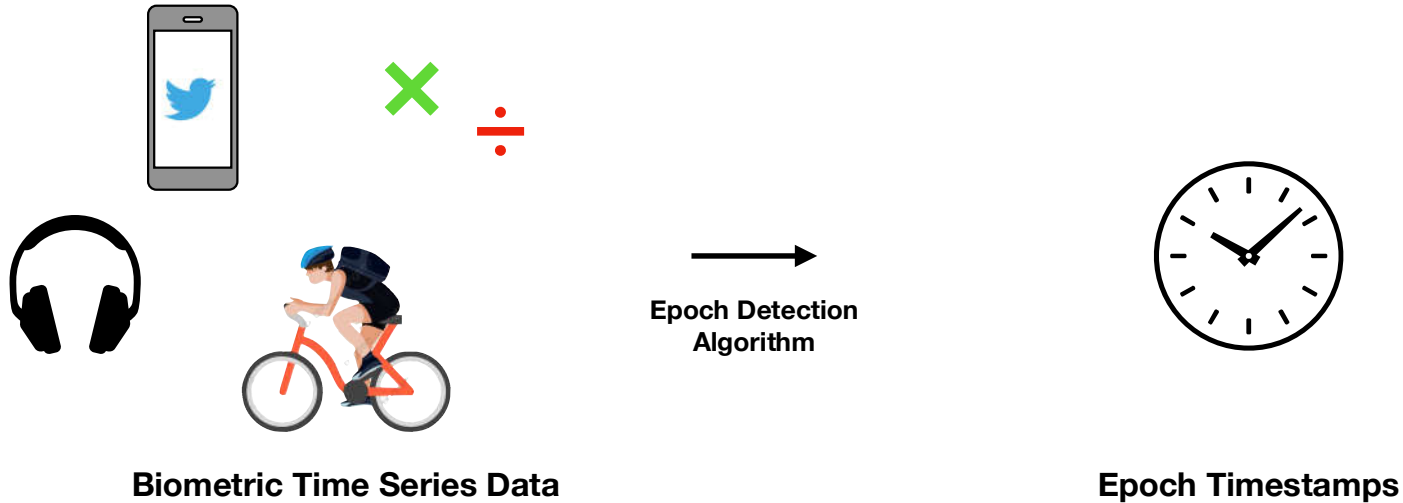 Epoch Detection
Algorithm
Biometric Time Series Data
Epoch Timestamps